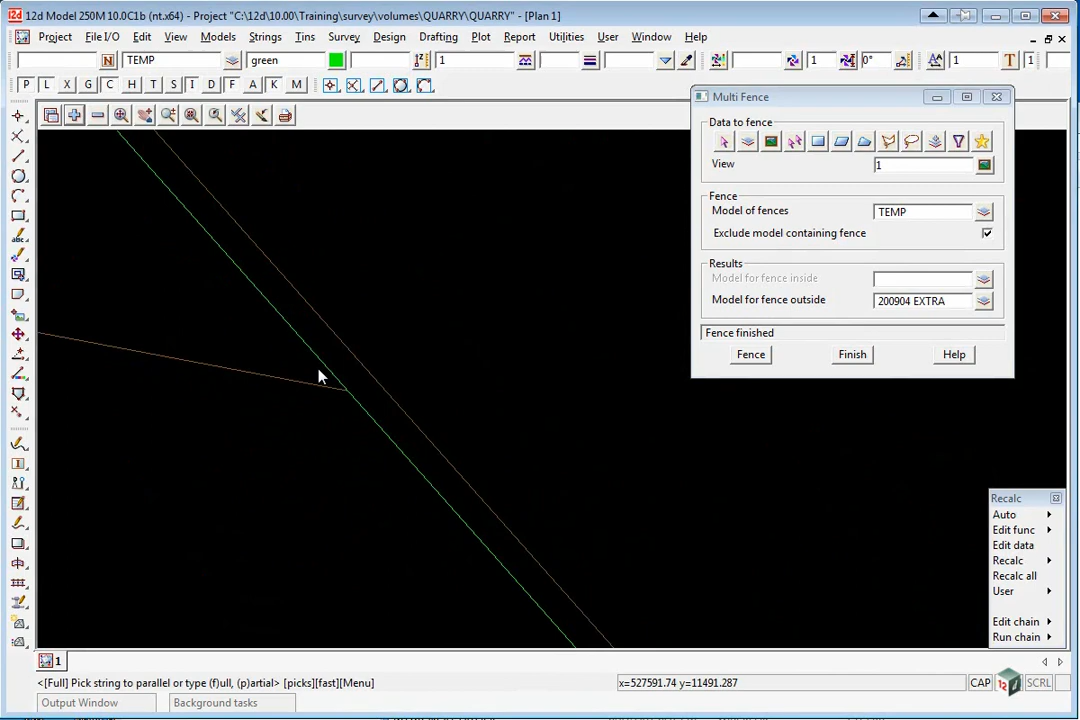 12d Model 250M 10.0C1b (nt.x64) - Project "C:\12d\10.00\Training\survey\volumes\QUARRY\QUARRY" - [Plan 1]
Project File I/O Edit View Models Strings Tins Survey Design Drafting Plot Report Utilities User Window Help
N TEMP green 1 1 0° T 1
P L X G C H T S I D F A K M
Multi Fence
Data to fence
View 1
Fence
Model of fences TEMP
Exclude model containing fence
Results
Model for fence inside
Model for fence outside 200904 EXTRA
Fence finished
Fence Finish Help
Recalc
Auto
Edit func
Edit data
Recalc
Recalc all
User
Edit chain
Run chain
1
<[Full] Pick string to parallel or type (f)ull, (p)artial> [picks][fast][Menu] x=527591.74 y=11491.287 CAP SCRL
Output Window Background tasks